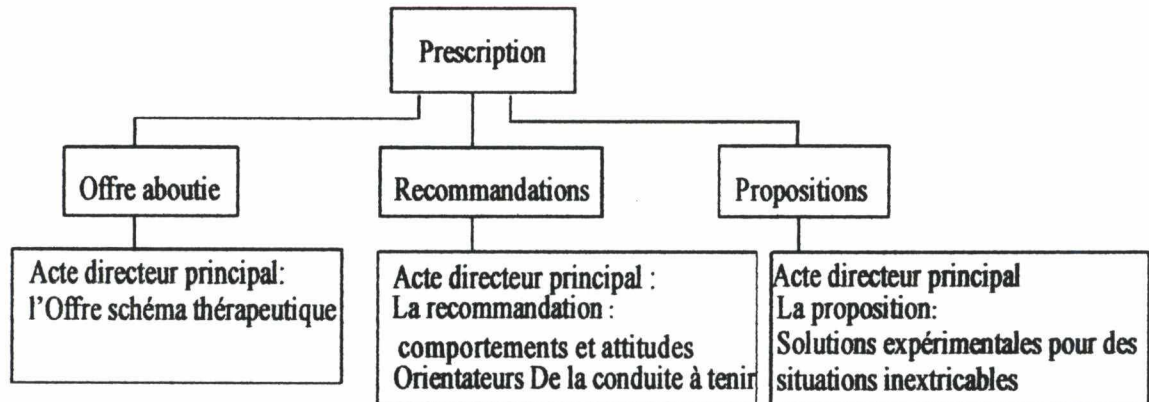 Prescription
Offre aboutie
Recommandations
Propositions
Acte directeur principal:
l'Offre schéma thérapeutique
Acte directeur principal :
La recommandation :
comportements et attitudes
Orientateurs De la conduite à tenir
Acte directeur principal
La proposition:
Solutions expérimentales pour des
situations inextricables